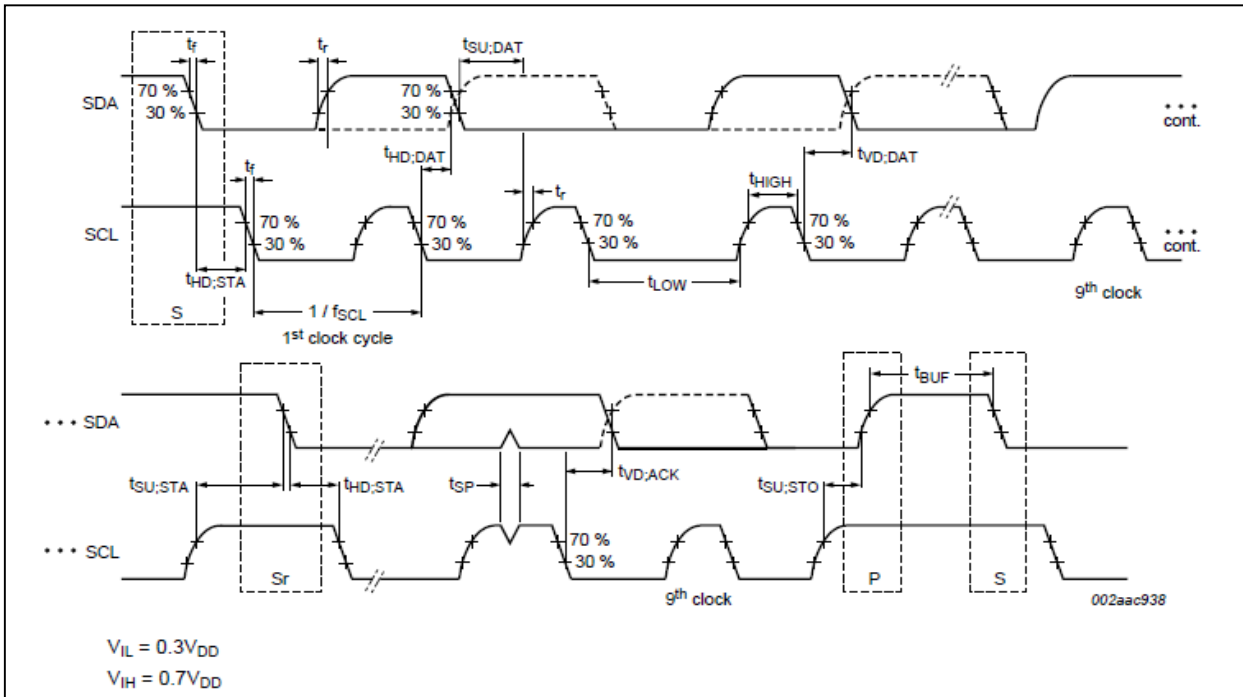 tf
tr
tSU;DAT
70 %
SDA
30 %
70 %
30 %
cont.
tHD;DAT
tVD;DAT
tf
tr
tHIGH
70 %
SCL
30 %
70 %
30 %
70 %
30 %
70 %
30 %
cont.
tHD;STA
tLOW
9th clock
S
1 / fSCL
1st clock cycle
tBUF
SDA
tSU;STA
tHD;STA
tSP
tVD;ACK
tSU;STO
70 %
SCL
30 %
Sr
9th clock
P
S
002aac938
VIL = 0.3VDD
VIH = 0.7VDD